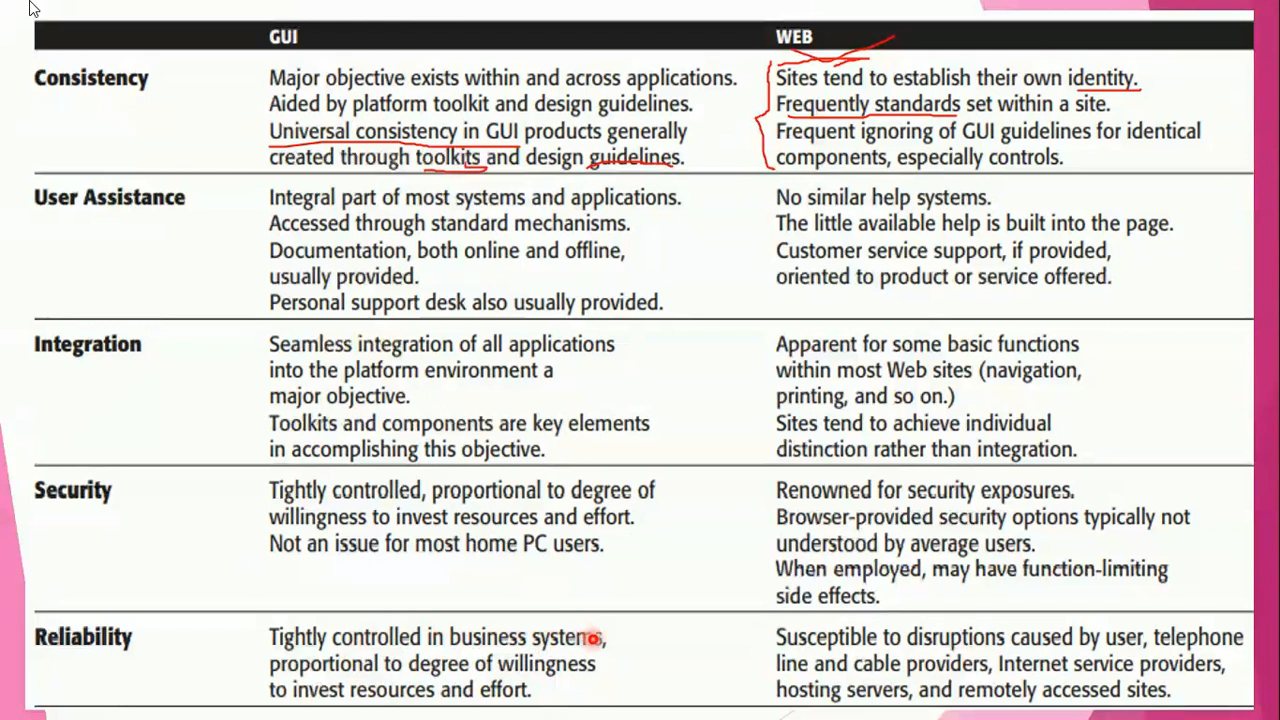 GUI WEB
Consistency Major objective exists within and across applications. Sites tend to establish their own identity.
Aided by platform toolkit and design guidelines. Frequently standards set within a site.
Universal consistency in GUI products generally Frequent ignoring of GUI guidelines for identical
created through toolkits and design guidelines. components, especially controls.
User Assistance Integral part of most systems and applications. No similar help systems.
Accessed through standard mechanisms. The little available help is built into the page.
Documentation, both online and offline, Customer service support, if provided,
usually provided. oriented to product or service offered.
Personal support desk also usually provided.
Integration Seamless integration of all applications Apparent for some basic functions
into the platform environment a within most Web sites (navigation,
major objective. printing, and so on.)
Toolkits and components are key elements Sites tend to achieve individual
in accomplishing this objective. distinction rather than integration.
Security Tightly controlled, proportional to degree of Renowned for security exposures.
willingness to invest resources and effort. Browser-provided security options typically not
Not an issue for most home PC users. understood by average users.
When employed, may have function-limiting
side effects.
Reliability Tightly controlled in business systems, Susceptible to disruptions caused by user, telephone
proportional to degree of willingness line and cable providers, Internet service providers,
to invest resources and effort. hosting servers, and remotely accessed sites.